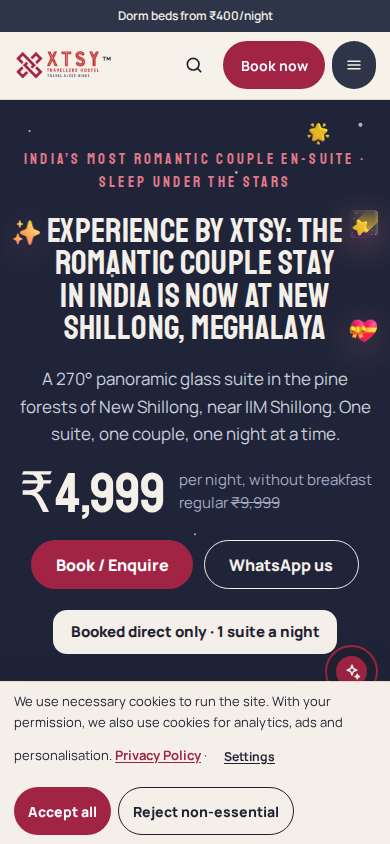 Dorm beds from ₹400/night
XTSY™
TRAVELLERS HOSTEL
TRAVEL.SLEEP.BINGE.
Book now
INDIA'S MOST ROMANTIC COUPLE EN-SUITE ·
SLEEP UNDER THE STARS
EXPERIENCE BY XTSY: THE
ROMANTIC COUPLE STAY
IN INDIA IS NOW AT NEW
SHILLONG, MEGHALAYA
A 270° panoramic glass suite in the pine
forests of New Shillong, near IIM Shillong. One
suite, one couple, one night at a time.
₹4,999
per night, without breakfast
regular ₹9,999
Book / Enquire
WhatsApp us
Booked direct only · 1 suite a night
We use necessary cookies to run the site. With your
permission, we also use cookies for analytics, ads and
personalisation. Privacy Policy · Settings
Accept all
Reject non-essential